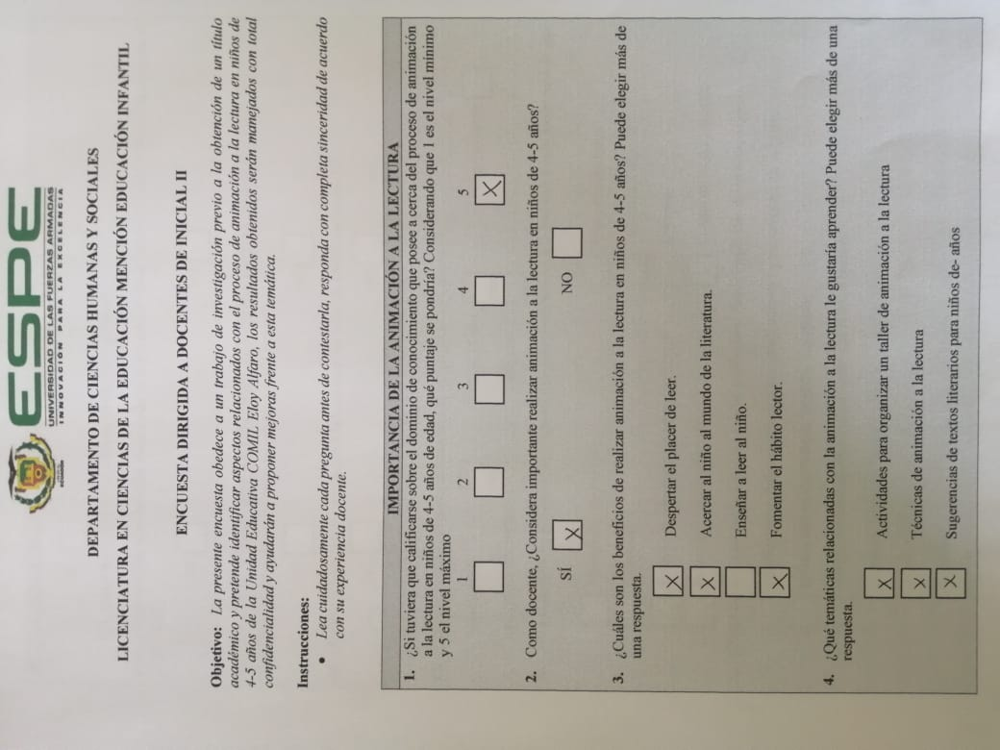 ESPE
UNIVERSIDAD DE LAS FUERZAS ARMADAS
INNOVACIÓN PARA LA EXCELENCIA
DEPARTAMENTO DE CIENCIAS HUMANAS Y SOCIALES
LICENCIATURA EN CIENCIAS DE LA EDUCACIÓN MENCIÓN EDUCACIÓN INFANTIL
ENCUESTA DIRIGIDA A DOCENTES DE INICIAL II
Objetivo: La presente encuesta obedece a un trabajo de investigación previo a la obtención de un título
académico y pretende identificar aspectos relacionados con el proceso de animación a la lectura en niños de
4-5 años de la Unidad Educativa COMIL Eloy Alfaro, los resultados obtenidos serán manejados con total
confidencialidad y ayudarán a proponer mejoras frente a esta temática.
Instrucciones:
• Lea cuidadosamente cada pregunta antes de contestarla, responda con completa sinceridad de acuerdo
con su experiencia docente.
IMPORTANCIA DE LA ANIMACIÓN A LA LECTURA
1. ¿Si tuviera que calificarse sobre el dominio de conocimiento que posee a cerca del proceso de animación
a la lectura en niños de 4-5 años de edad, qué puntaje se pondría? Considerando que 1 es el nivel mínimo
y 5 el nivel máximo
1 2 3 4 5
X
2. Como docente, ¿Considera importante realizar animación a la lectura en niños de 4-5 años?
SÍ X NO
3. ¿Cuáles son los beneficios de realizar animación a la lectura en niños de 4-5 años? Puede elegir más de
una respuesta.
X Despertar el placer de leer.
X Acercar al niño al mundo de la literatura.
Enseñar a leer al niño.
X Fomentar el hábito lector.
4. ¿Qué temáticas relacionadas con la animación a la lectura le gustaría aprender? Puede elegir más de una
respuesta.
X Actividades para organizar un taller de animación a la lectura
X Técnicas de animación a la lectura
X Sugerencias de textos literarios para niños de- años